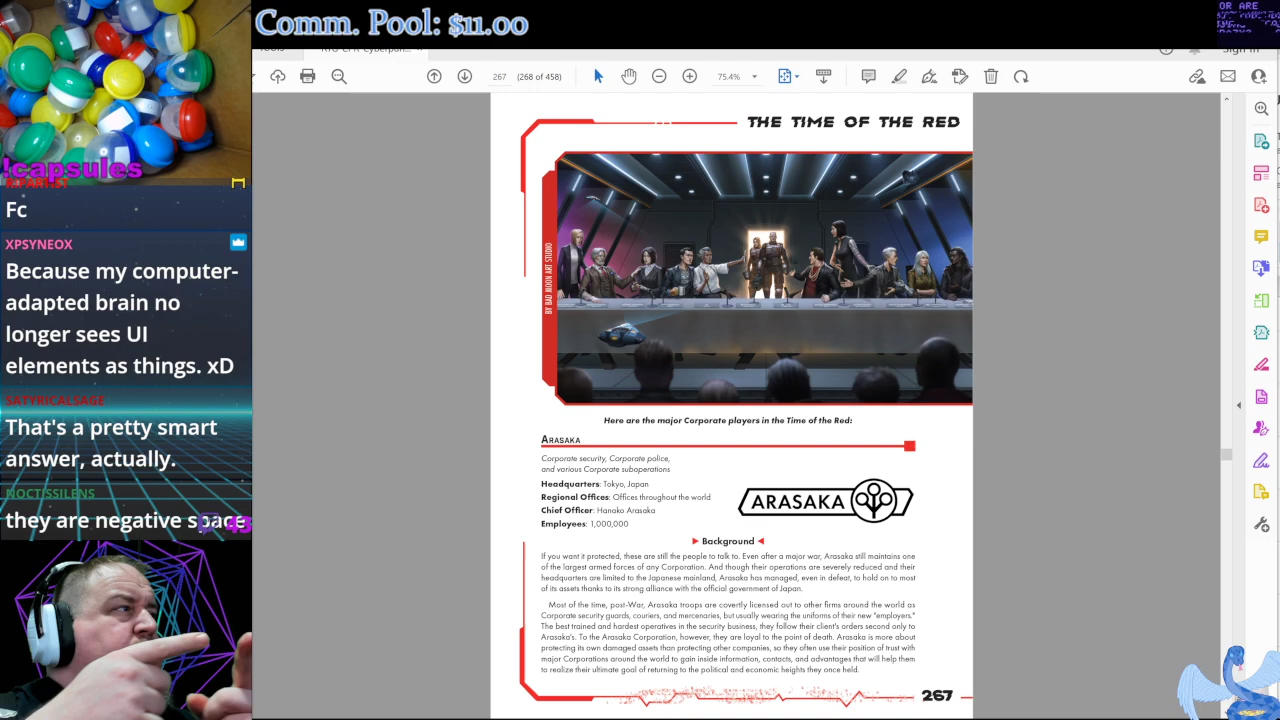 Comm. Pool: $11.00
OR ARE
Tools
Sign In
267 (268 of 458)
75.4%
!capsules
Fc
XPSYNEOX
Because my computer-
adapted brain no
longer sees UI
elements as things. xD
SATYRICALSAGE
That's a pretty smart
answer, actually.
NOCTISSILENS
they are negative space
43
THE TIME OF THE RED
BY BAD MOON ART STUDIO
Here are the major Corporate players in the Time of the Red:
ARASAKA
Corporate security, Corporate police,
and various Corporate suboperations
Headquarters: Tokyo, Japan
Regional Offices: Offices throughout the world
Chief Officer: Hanako Arasaka
Employees: 1,000,000
ARASAKA
Background
If you want it protected, these are still the people to talk to. Even after a major war, Arasaka still maintains one
of the largest armed forces of any Corporation. And though their operations are severely reduced and their
headquarters are limited to the Japanese mainland, Arasaka has managed, even in defeat, to hold on to most
of its assets thanks to its strong alliance with the official government of Japan.
Most of the time, post-War, Arasaka troops are covertly licensed out to other firms around the world as
Corporate security guards, couriers, and mercenaries, but usually wearing the uniforms of their new "employers."
The best trained and hardest operatives in the security business, they follow their client's orders second only to
Arasaka's. To the Arasaka Corporation, however, they are loyal to the point of death. Arasaka is more about
protecting its own damaged assets than protecting other companies, so they often use their position of trust with
major Corporations around the world to gain inside information, contacts, and advantages that will help them
to realize their ultimate goal of returning to the political and economic heights they once held.
267